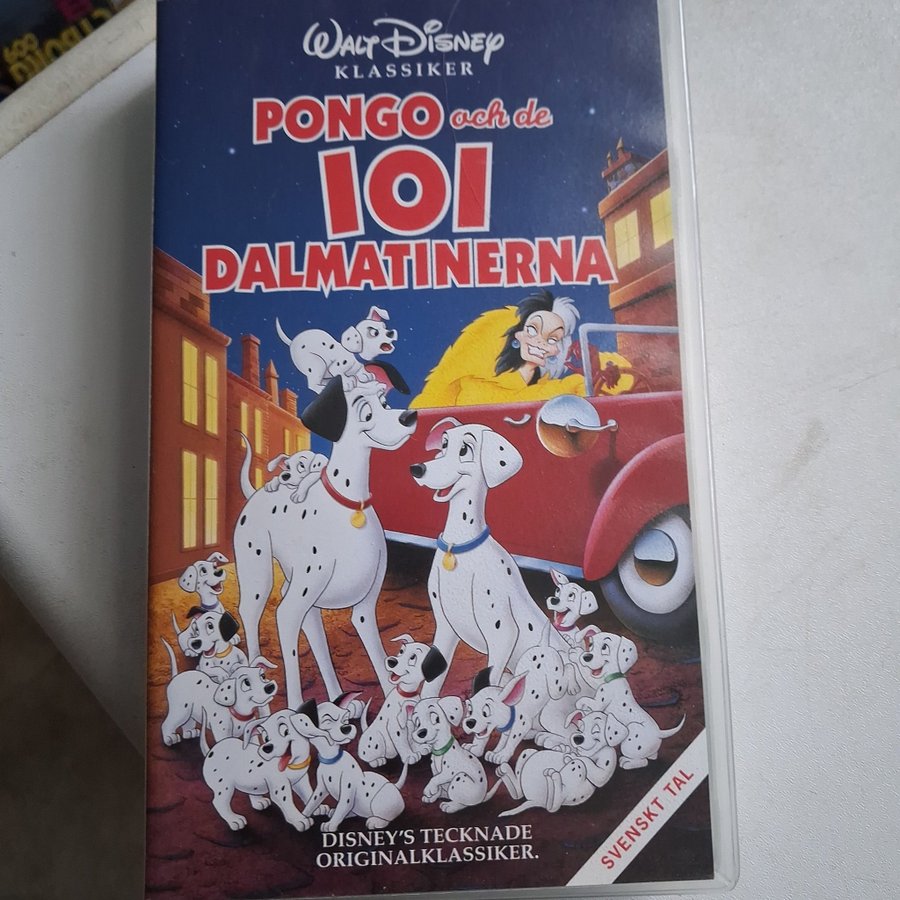 Walt Disney
KLASSIKER
PONGO och de
101
DALMATINERNA
DISNEY'S TECKNADE
ORIGINALKLASSIKER.
SVENSKT TAL